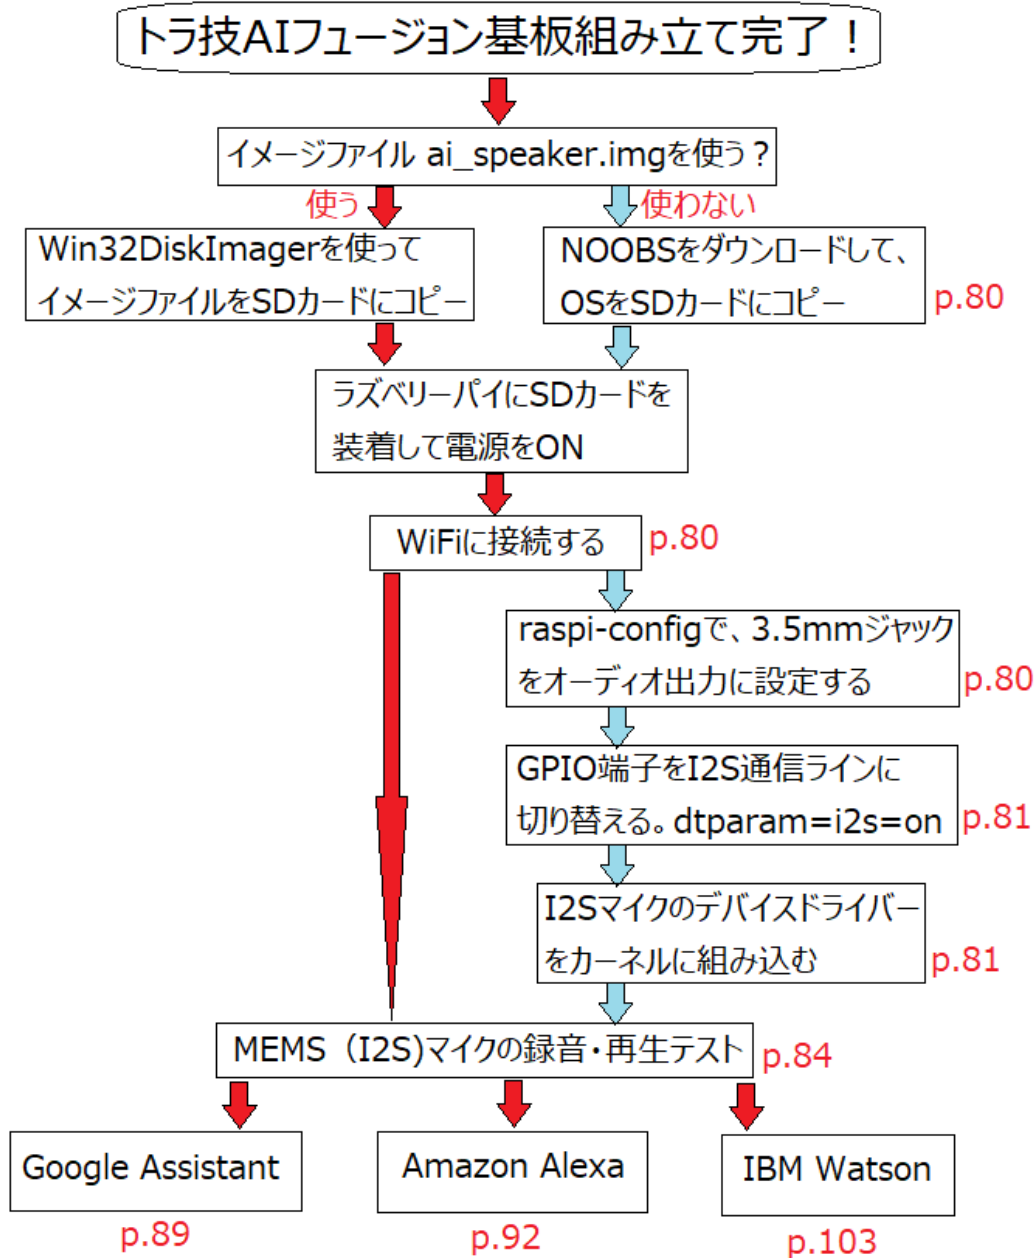 トラ技AIフュージョン基板組み立て完了！
イメージファイル ai_speaker.imgを使う？
使う
使わない
Win32DiskImagerを使って
イメージファイルをSDカードにコピー
NOOBSをダウンロードして、
OSをSDカードにコピー
p.80
ラズベリーパイにSDカードを
装着して電源をON
WiFiに接続する
p.80
raspi-configで、3.5mmジャック
をオーディオ出力に設定する
p.80
GPIO端子をI2S通信ラインに
切り替える。dtparam=i2s=on
p.81
I2Sマイクのデバイスドライバー
をカーネルに組み込む
p.81
MEMS（I2S)マイクの録音・再生テスト
p.84
Google Assistant
p.89
Amazon Alexa
p.92
IBM Watson
p.103